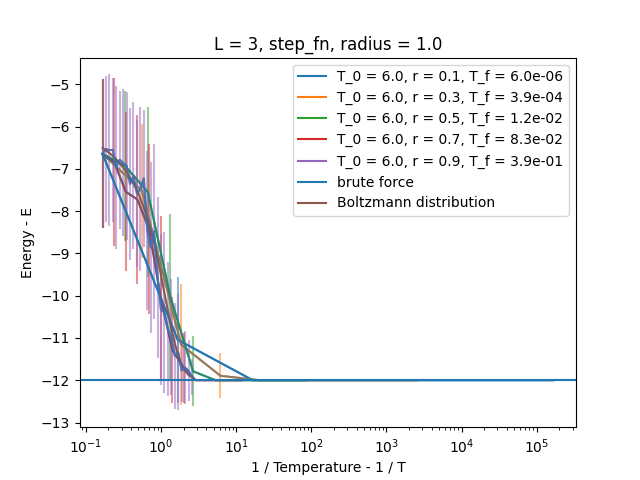 L = 3, step_fn, radius = 1.0
T_0 = 6.0, r = 0.1, T_f = 6.0e-06
T_0 = 6.0, r = 0.3, T_f = 3.9e-04
T_0 = 6.0, r = 0.5, T_f = 1.2e-02
T_0 = 6.0, r = 0.7, T_f = 8.3e-02
T_0 = 6.0, r = 0.9, T_f = 3.9e-01
brute force
Boltzmann distribution
Energy - E
−5
−6
−7
−8
−9
−10
−11
−12
−13
10⁻¹ 10⁰ 10¹ 10² 10³ 10⁴ 10⁵
1 / Temperature - 1 / T